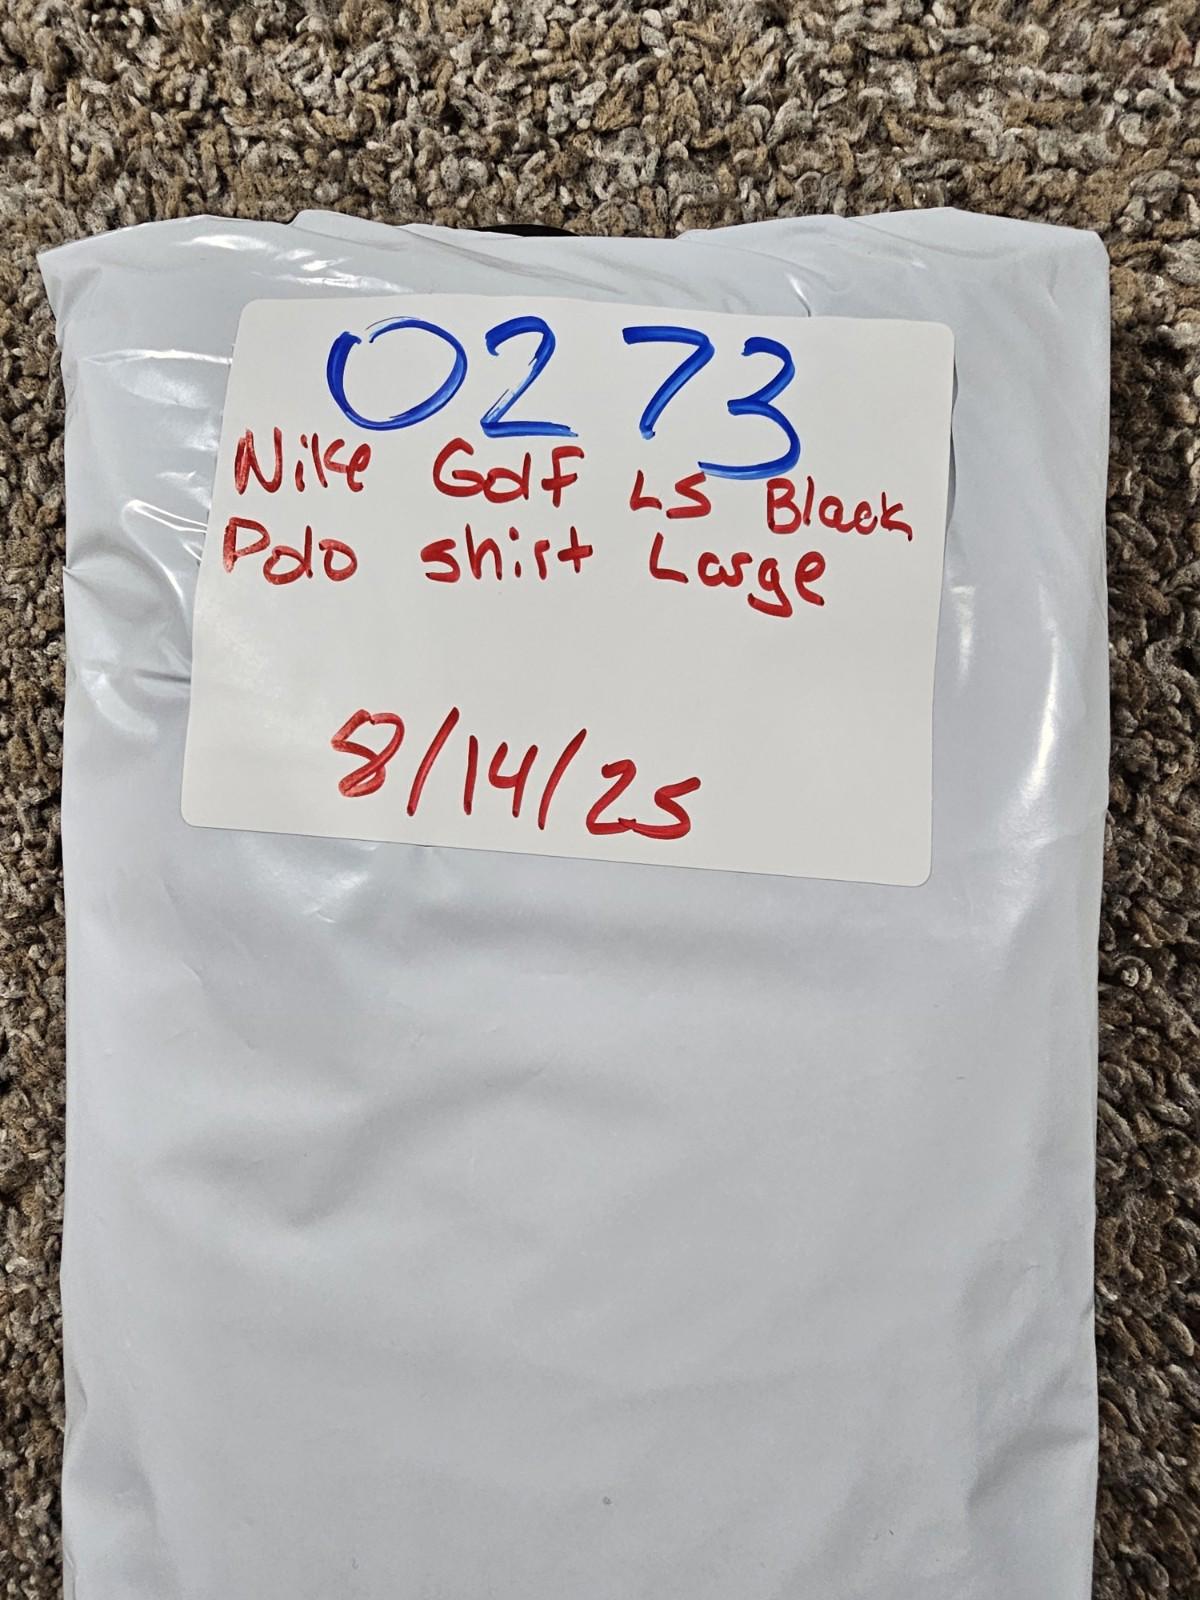 0273
Nike Golf LS Black
Polo shirt Large
8/14/25